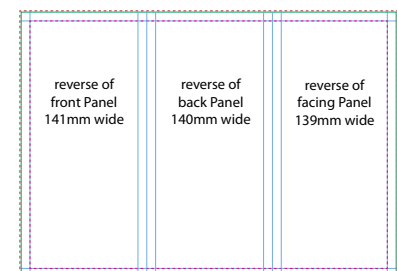 reverse of
front Panel
141mm wide
reverse of
back Panel
140mm wide
reverse of
facing Panel
139mm wide